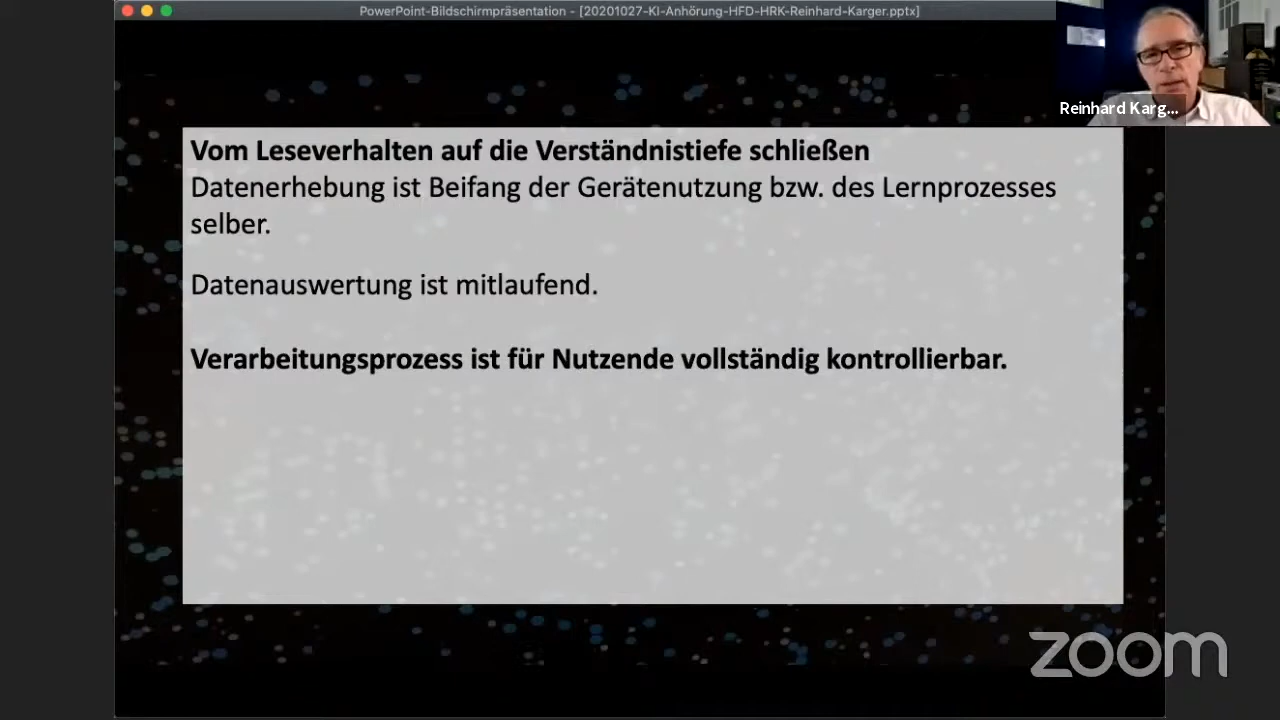 PowerPoint-Bildschirmpräsentation - [20201027-KI-Anhörung-HFD-HRK-Reinhard-Karger.pptx]
Reinhard Karg...
Vom Leseverhalten auf die Verständnistiefe schließen
Datenerhebung ist Beifang der Gerätenutzung bzw. des Lernprozesses
selber.
Datenauswertung ist mitlaufend.
Verarbeitungsprozess ist für Nutzende vollständig kontrollierbar.
zoom